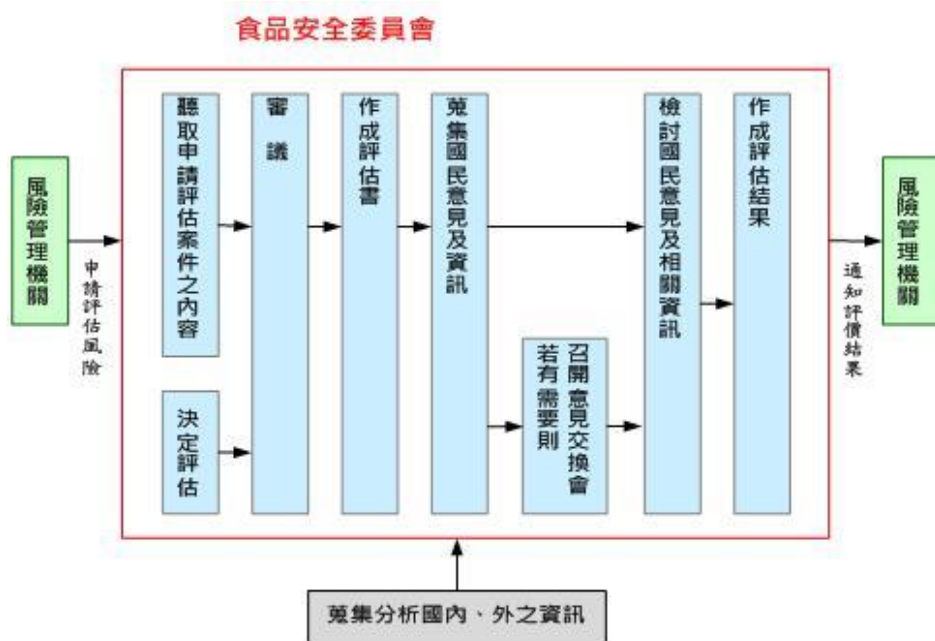 食品安全委員會
風險管理機關
申請評估風險
聽取申請評估案件之內容
決定評估
審議
作成評估書
蒐集國民意見及資訊
若有需要則
召開意見交換會
檢討國民意見及相關資訊
作成評估結果
通知評價結果
風險管理機關
蒐集分析國內、外之資訊